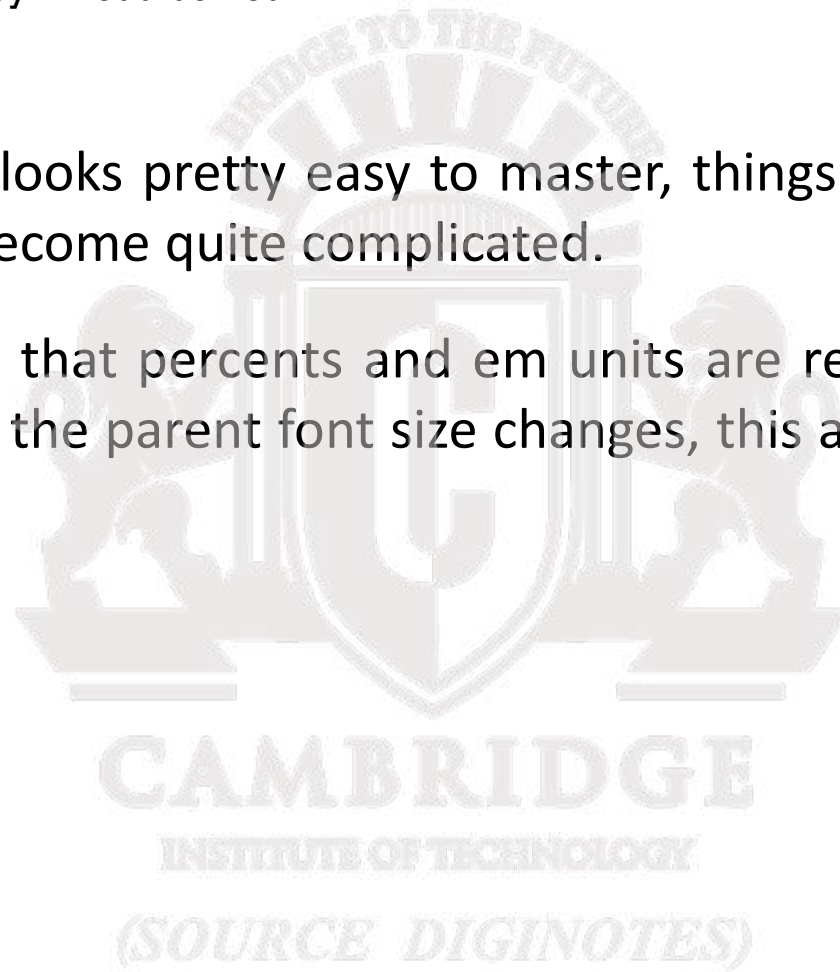 BRIDGE TO THE FUTURE
looks pretty easy to master, things
ecome quite complicated.
that percents and em units are re
the parent font size changes, this a
C
CAMBRIDGE
INSTITUTE OF TECHNOLOGY
(SOURCE DIGINOTES)